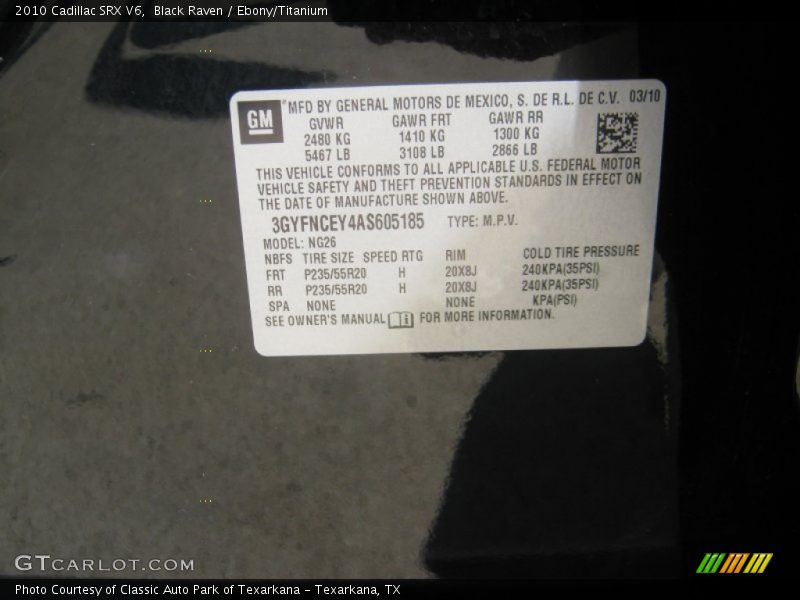 2010 Cadillac SRX V6, Black Raven / Ebony/Titanium
GM
MFD BY GENERAL MOTORS DE MEXICO, S. DE R.L. DE C.V. 03/10
GVWR GAWR FRT GAWR RR
2480 KG 1410 KG 1300 KG
5467 LB 3108 LB 2866 LB
THIS VEHICLE CONFORMS TO ALL APPLICABLE U.S. FEDERAL MOTOR
VEHICLE SAFETY AND THEFT PREVENTION STANDARDS IN EFFECT ON
THE DATE OF MANUFACTURE SHOWN ABOVE.
3GYFNCEY4AS605185 TYPE: M.P.V.
MODEL: NG26
NBFS TIRE SIZE SPEED RTG RIM COLD TIRE PRESSURE
FRT P235/55R20 H 20X8J 240KPA(35PSI)
RR P235/55R20 H 20X8J 240KPA(35PSI)
SPA NONE NONE KPA(PSI)
SEE OWNER'S MANUAL FOR MORE INFORMATION.
GTCARLOT.COM
Photo Courtesy of Classic Auto Park of Texarkana - Texarkana, TX